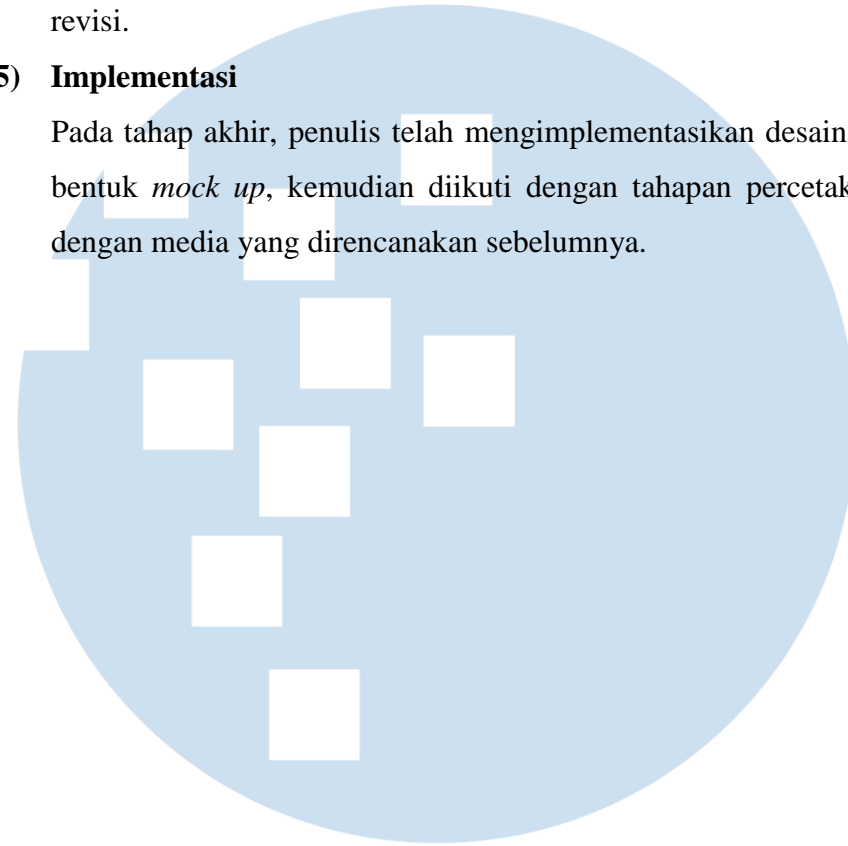 revisi.
5) Implementasi
Pada tahap akhir, penulis telah mengimplementasikan desain
bentuk mock up, kemudian diikuti dengan tahapan
dengan media yang direncanakan sebelumnya.